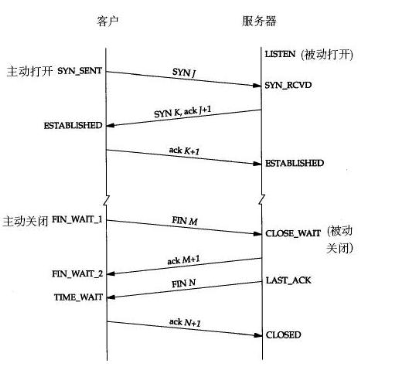 客户 服务器
LISTEN (被动打开)
主动打开 SYN_SENT
SYN J
SYN_RCVD
SYN K, ack J+1
ESTABLISHED
ack K+1
ESTABLISHED
主动关闭 FIN_WAIT_1
FIN M
CLOSE_WAIT (被动
关闭)
ack M+1
FIN_WAIT_2
FIN N
LAST_ACK
TIME_WAIT
ack N+1
CLOSED